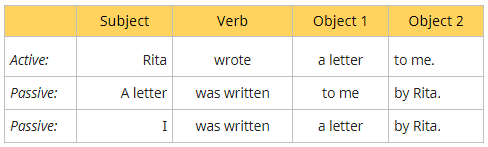 Subject Verb Object 1 Object 2
Active: Rita wrote a letter to me.
Passive: A letter was written to me by Rita.
Passive: I was written a letter by Rita.